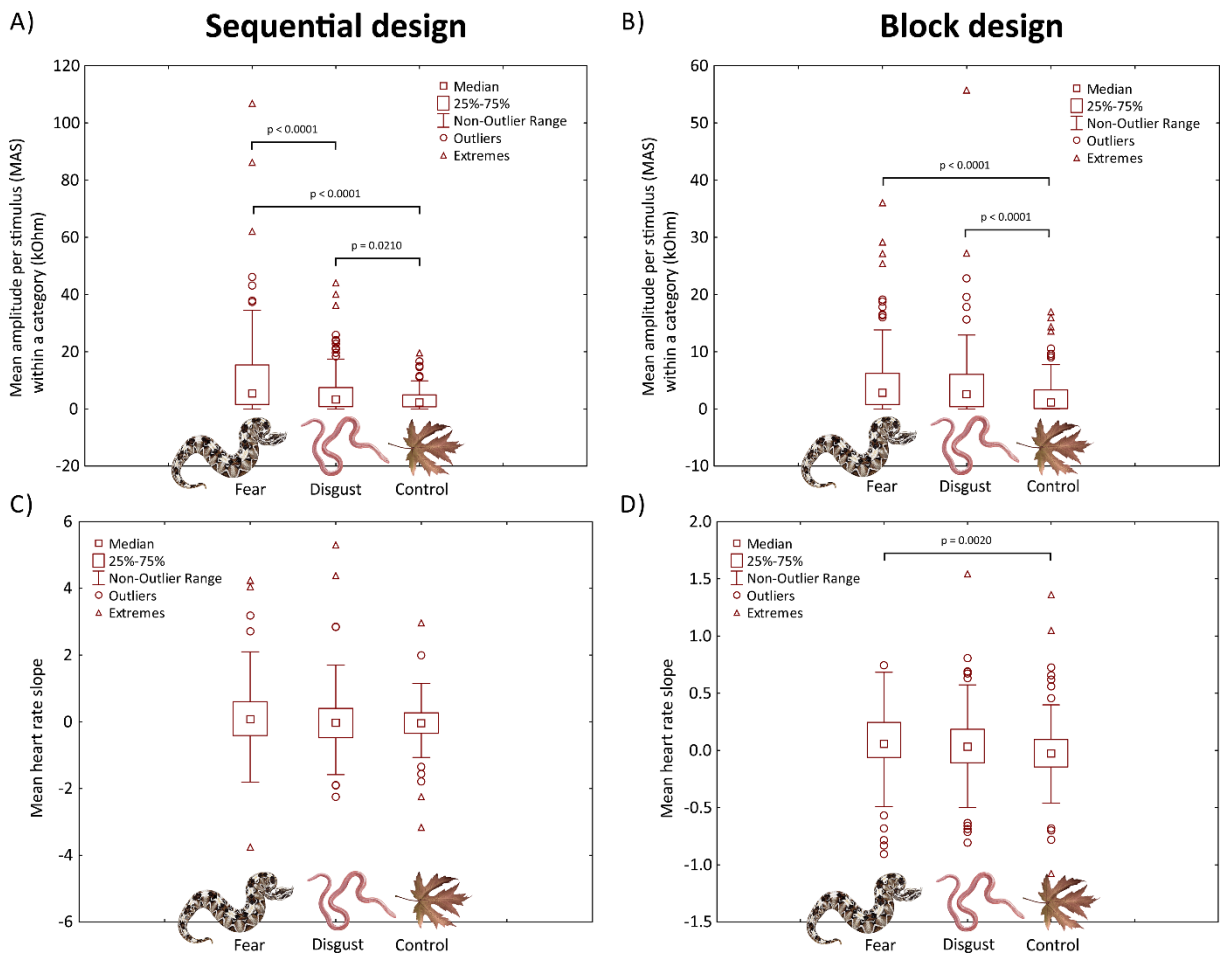 A)
Sequential design
Mean amplitude per stimulus (MAS)
within a category (kOhm)
120
100
80
60
40
20
0
-20
Median
25%-75%
Non-Outlier Range
Outliers
Extremes
p < 0.0001
p < 0.0001
p = 0.0210
Fear
Disgust
Control
B)
Block design
Mean amplitude per stimulus (MAS)
within a category (kOhm)
60
50
40
30
20
10
0
-10
Median
25%-75%
Non-Outlier Range
Outliers
Extremes
p < 0.0001
p < 0.0001
Fear
Disgust
Control
C)
Mean heart rate slope
6
4
2
0
-2
-4
-6
Median
25%-75%
Non-Outlier Range
Outliers
Extremes
Fear
Disgust
Control
D)
Mean heart rate slope
2.0
1.5
1.0
0.5
0.0
-0.5
-1.0
-1.5
Median
25%-75%
Non-Outlier Range
Outliers
Extremes
p = 0.0020
Fear
Disgust
Control